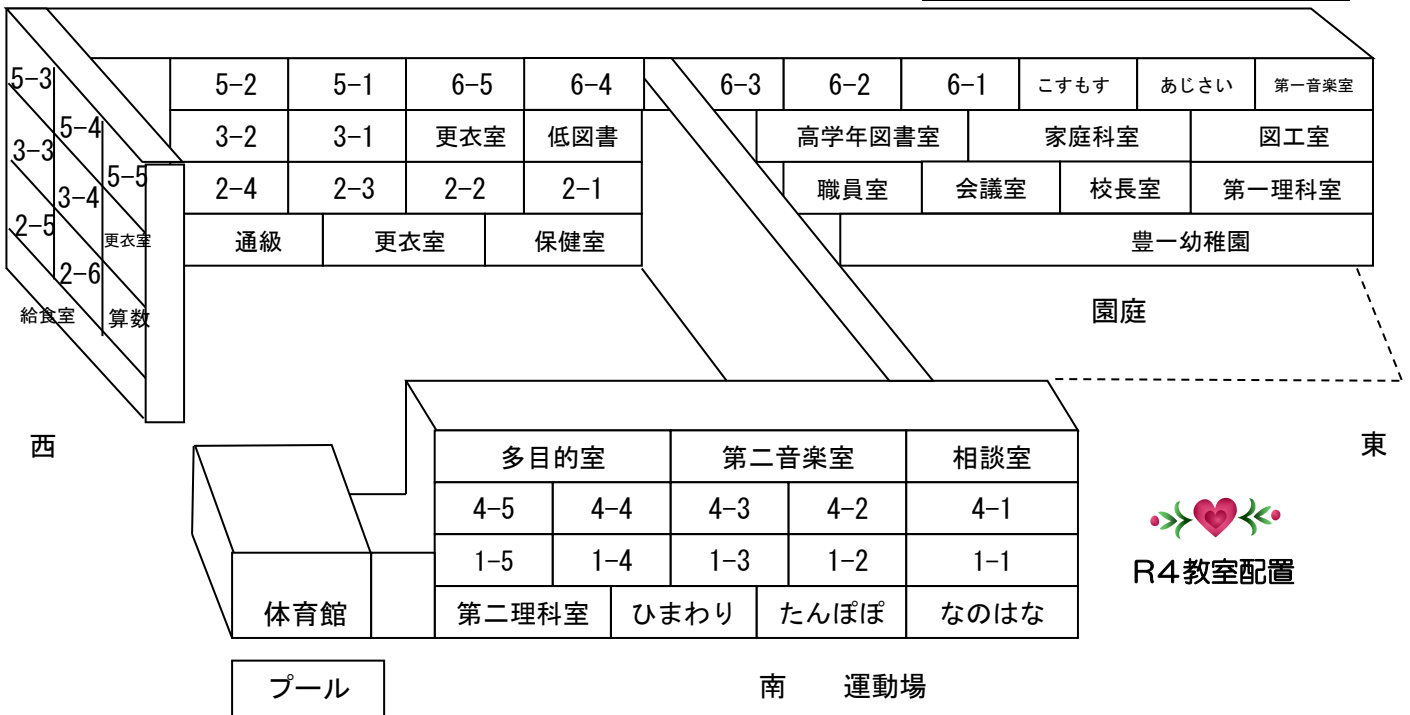 5-3
5-4
5-5
3-3
3-4
更衣室
2-5
2-6
給食室
算数
5-2 5-1 6-5 6-4 6-3 6-2 6-1 こすもす あじさい 第一音楽室
3-2 3-1 更衣室 低図書 高学年図書室 家庭科室 図工室
2-4 2-3 2-2 2-1 職員室 会議室 校長室 第一理科室
通級 更衣室 保健室 豊一幼稚園
園庭
西
東
多目的室 第二音楽室 相談室
4-5 4-4 4-3 4-2 4-1
1-5 1-4 1-3 1-2 1-1
第二理科室 ひまわり たんぽぽ なのはな
体育館
R4教室配置
プール
南 運動場